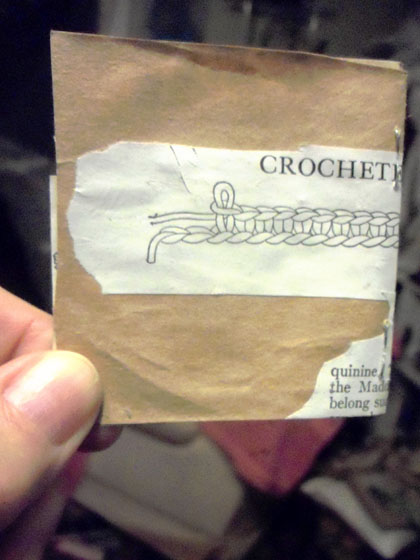 CROCHETE
quinine
the Mad
belong su